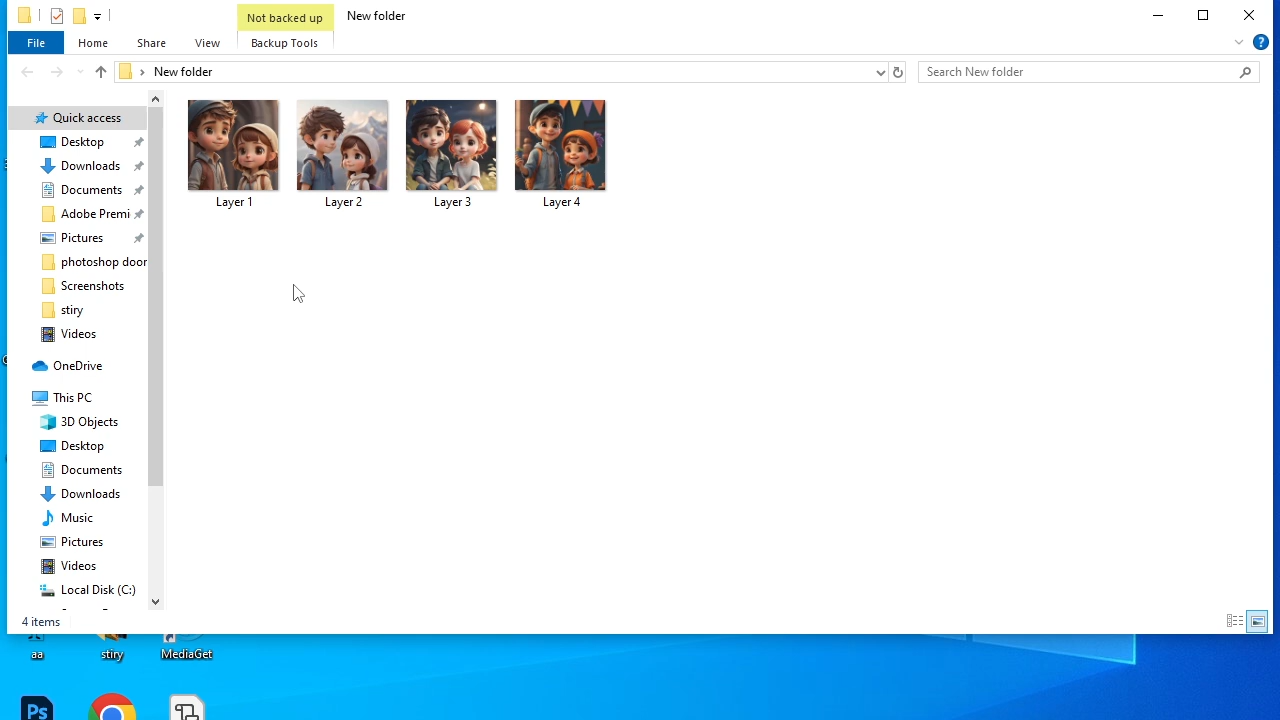 Not backed up
New folder
File
Home
Share
View
Backup Tools
New folder
Search New folder
Quick access
Desktop
Downloads
Documents
Adobe Premi
Pictures
photoshop door
Screenshots
stiry
Videos
OneDrive
This PC
3D Objects
Desktop
Documents
Downloads
Music
Pictures
Videos
Local Disk (C:)
Layer 1
Layer 2
Layer 3
Layer 4
4 items
aa
stiry
MediaGet
Ps